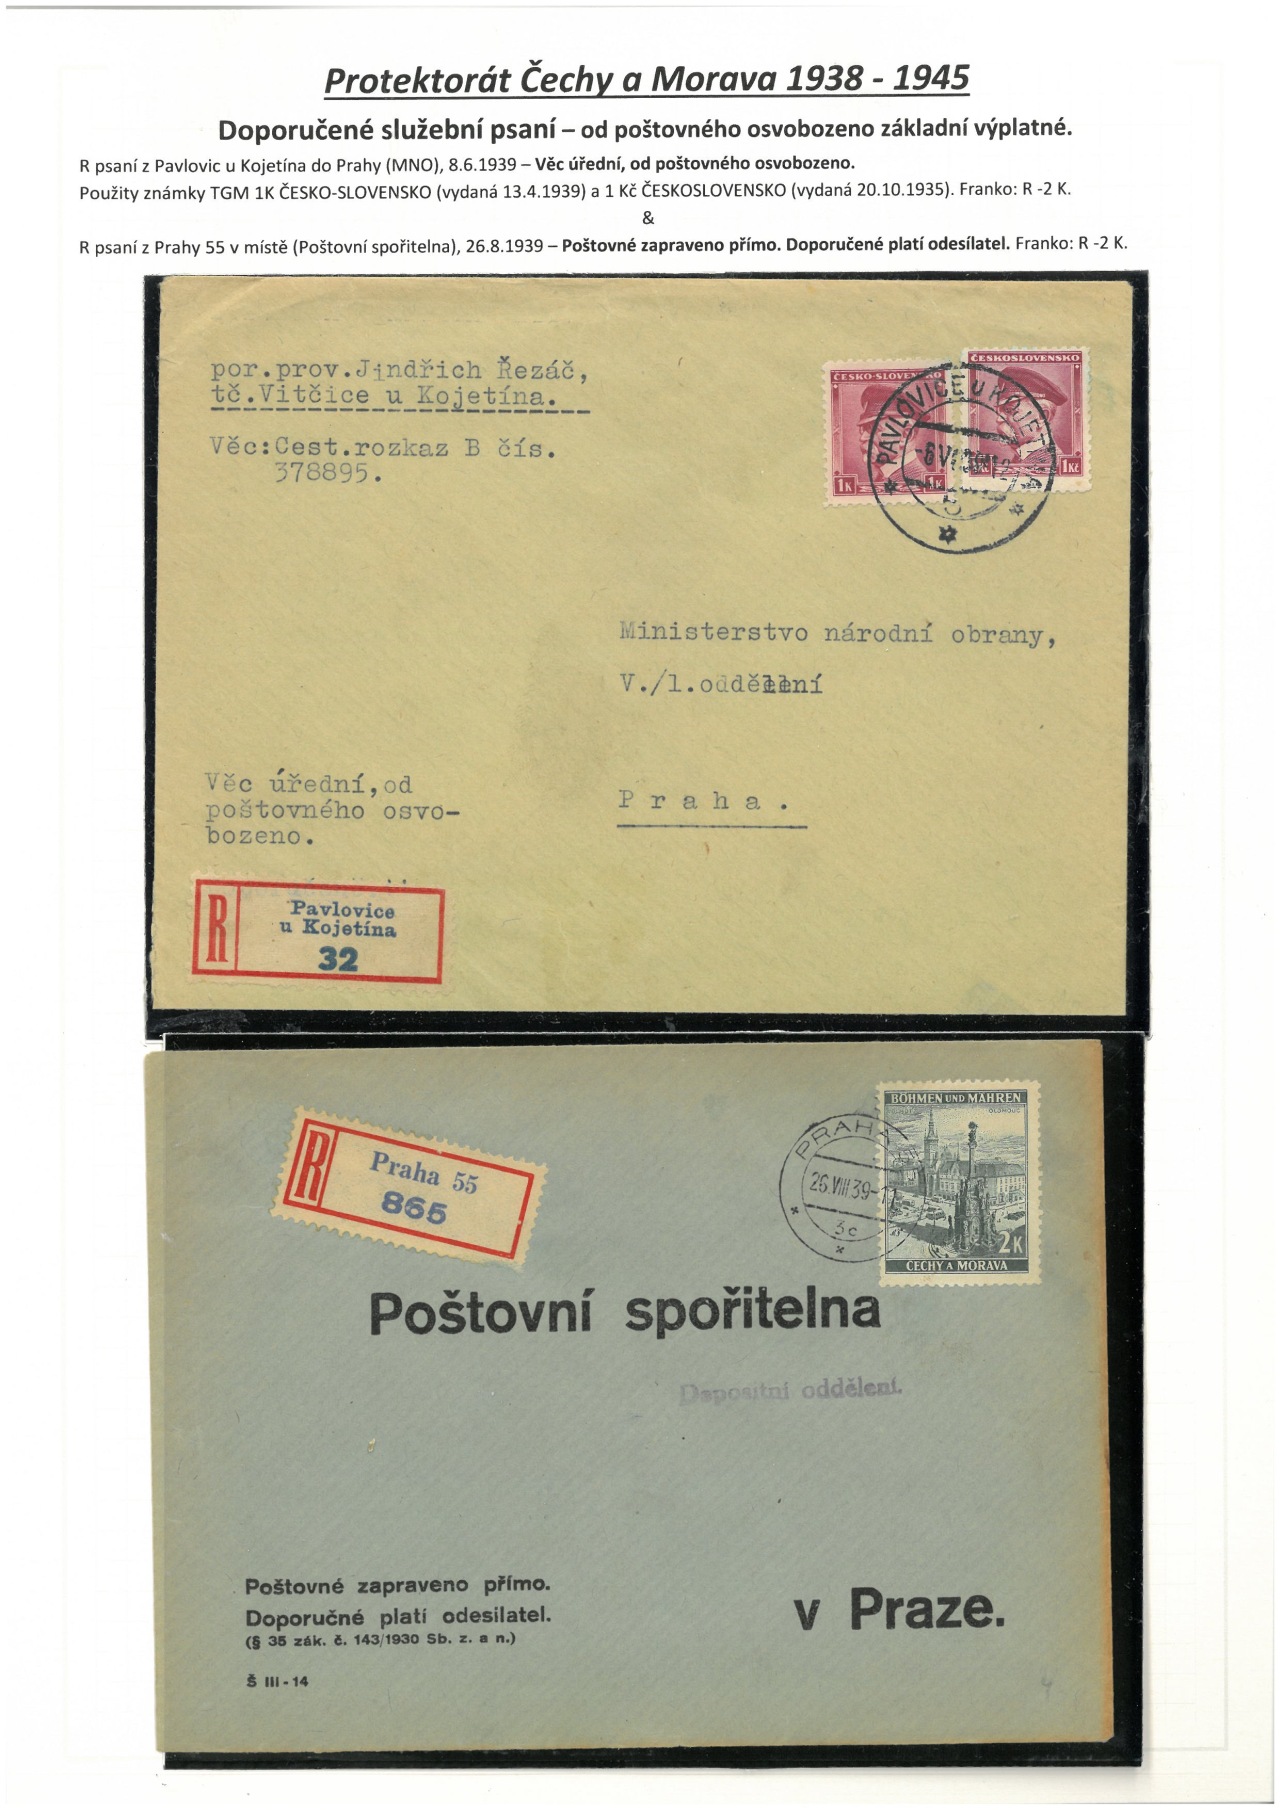 Protektorát Čechy a Morava 1938 - 1945
Doporučené služební psaní – od poštovného osvobozeno základní výplatné.
R psaní z Pavlovic u Kojetína do Prahy (MNO), 8.6.1939 – Věc úřední, od poštovného osvobozeno.
Použity známky TGM 1K ČESKO-SLOVENSKO (vydaná 13.4.1939) a 1 Kč ČESKOSLOVENSKO (vydaná 20.10.1935). Franko: R -2 K.
&
R psaní z Prahy 55 v místě (Poštovní spořitelna), 26.8.1939 – Poštovné zapraveno přímo. Doporučené platí odesílatel. Franko: R -2 K.
por.prov.Jindřich Řezáč,
tč.Vitčice u Kojetína.
Věc:Cest.rozkaz B čís.
378895.
ČESKO-SLOVENSKO
1K
1K
ČESKOSLOVENSKO
1Kč
PAVLOVICE u KOJETÍNA
Ministerstvo národní obrany,
V./1.oddělení
Praha.
Věc úřední,od
poštovného osvo-
bozeno.
R
Pavlovice
u Kojetína
32
R
Praha 55
865
PRAHA
26.VIII.39-
3c
BÖHMEN UND MÄHREN
OLOMOUC
2K
ČECHY A MORAVA
Poštovní spořitelna
Depositní oddělení.
Poštovné zapraveno přímo.
Doporučné platí odesilatel.
(§ 35 zák. č. 143/1930 Sb. z. a n.)
Š III-14
v Praze.